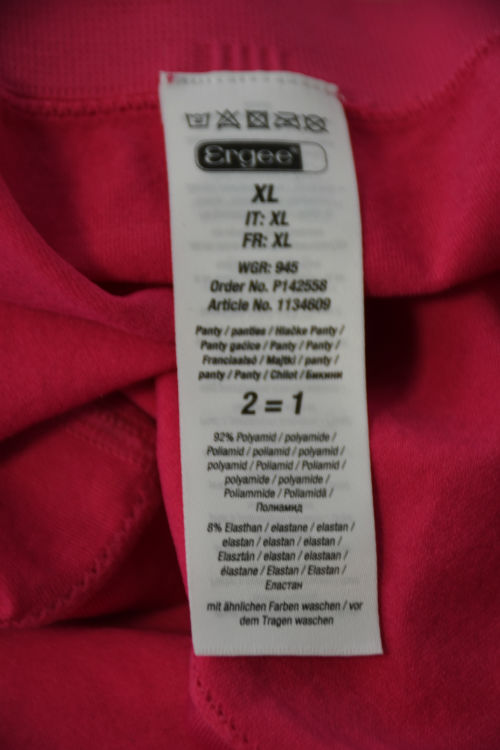 Ergee
XL
IT: XL
FR: XL
WGR: 945
Order No. P142558
Article No. 1134609
Panty / panties / Hlačke Panty /
Panty gaćice / Panty / Panty /
Franciaalsó / Majtki / panty /
panty / Panty / Chilot / Бикини
2 = 1
92% Polyamid / polyamide /
Poliamid / poliamid / polyamid /
polyamid / Poliamid / Poliamid /
polyamide / polyamide /
Poliammide / Poliamidă /
Полиамид
8% Elasthan / elastane / elastan /
elastan / elastan / elastan /
Elasztán / elastan / elastaan /
élastane / Elastan / Elastan /
Еластан
mit ähnlichen Farben waschen / vor
dem Tragen waschen